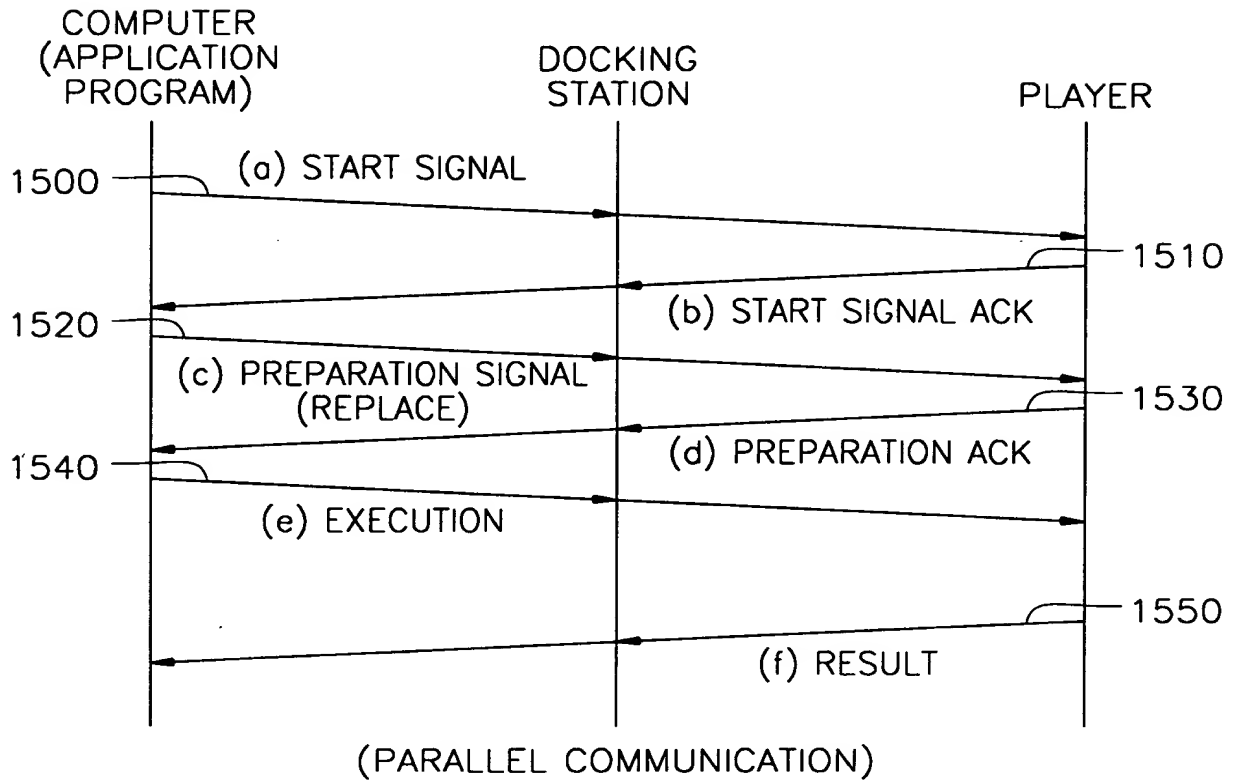 COMPUTER
(APPLICATION
PROGRAM)
DOCKING
STATION
PLAYER
(a) START SIGNAL
1500
1510
(b) START SIGNAL ACK
1520
(c) PREPARATION SIGNAL
(REPLACE)
1530
(d) PREPARATION ACK
1540
(e) EXECUTION
1550
(f) RESULT
(PARALLEL COMMUNICATION)